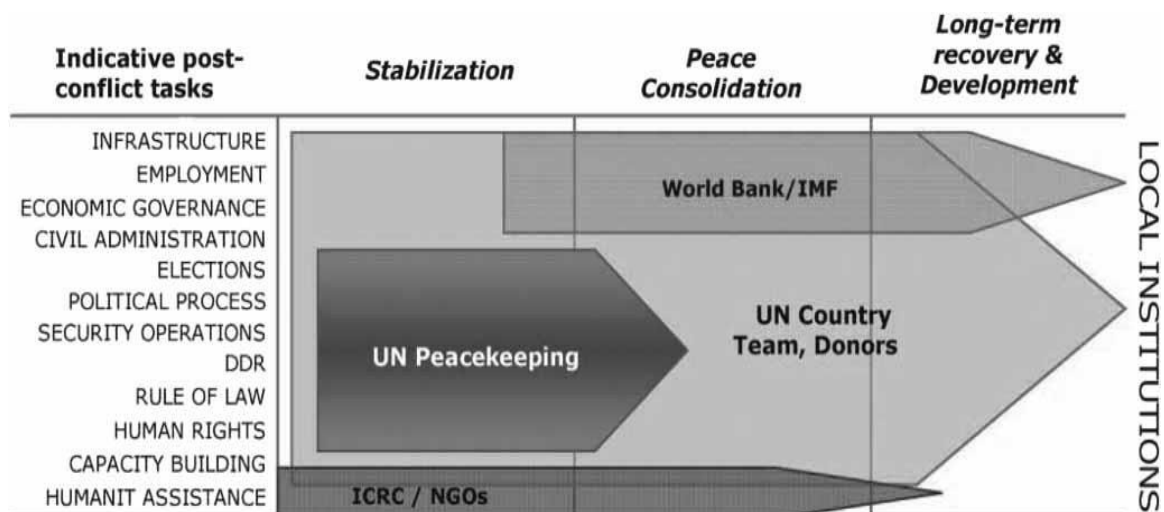 Indicative post-
conflict tasks
Stabilization
Peace
Consolidation
Long-term
recovery &
Development
INFRASTRUCTURE
EMPLOYMENT
ECONOMIC GOVERNANCE
CIVIL ADMINISTRATION
ELECTIONS
POLITICAL PROCESS
SECURITY OPERATIONS
DDR
RULE OF LAW
HUMAN RIGHTS
CAPACITY BUILDING
HUMANIT ASSISTANCE
World Bank/IMF
UN Peacekeeping
UN Country
Team, Donors
ICRC / NGOs
LOCAL INSTITUTIONS